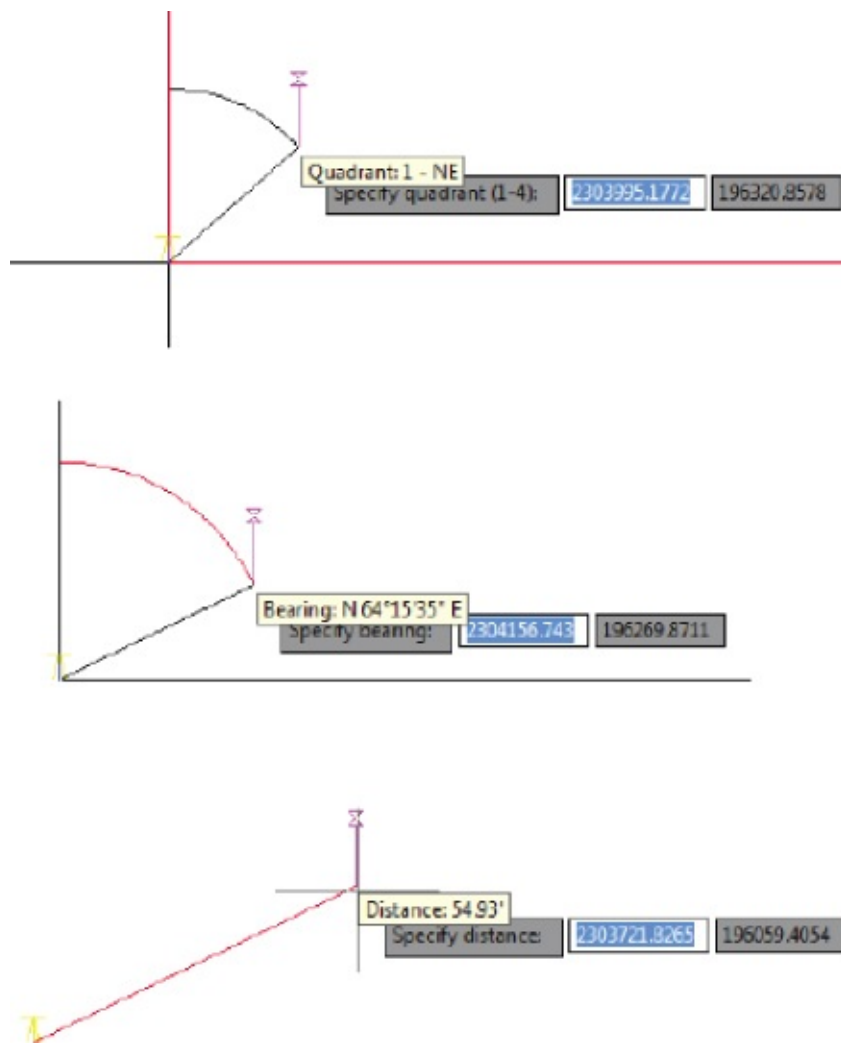 Quadrant: 1 - NE
Specify quadrant (1-4): 2303995.1772 196320.8578
Bearing: N 64°15'35" E
Specify bearing: 2304156.743 196269.8711
Distance: 54.93'
Specify distance: 2303721.8265 196059.4054